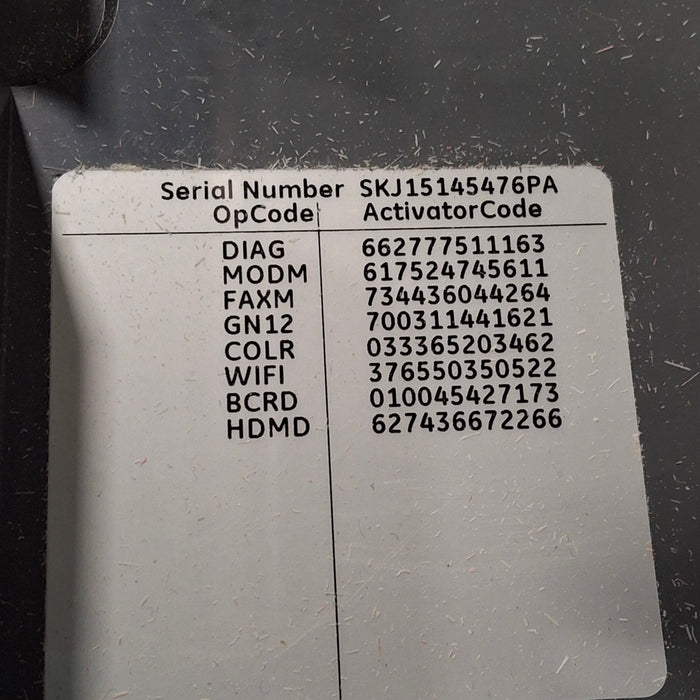 Serial Number SKJ15145476PA
OpCode ActivatorCode
DIAG 662777511163
MODM 617524745611
FAXM 734436044264
GN12 700311441621
COLR 033365203462
WIFI 376550350522
BCRD 010045427173
HDMD 627436672266